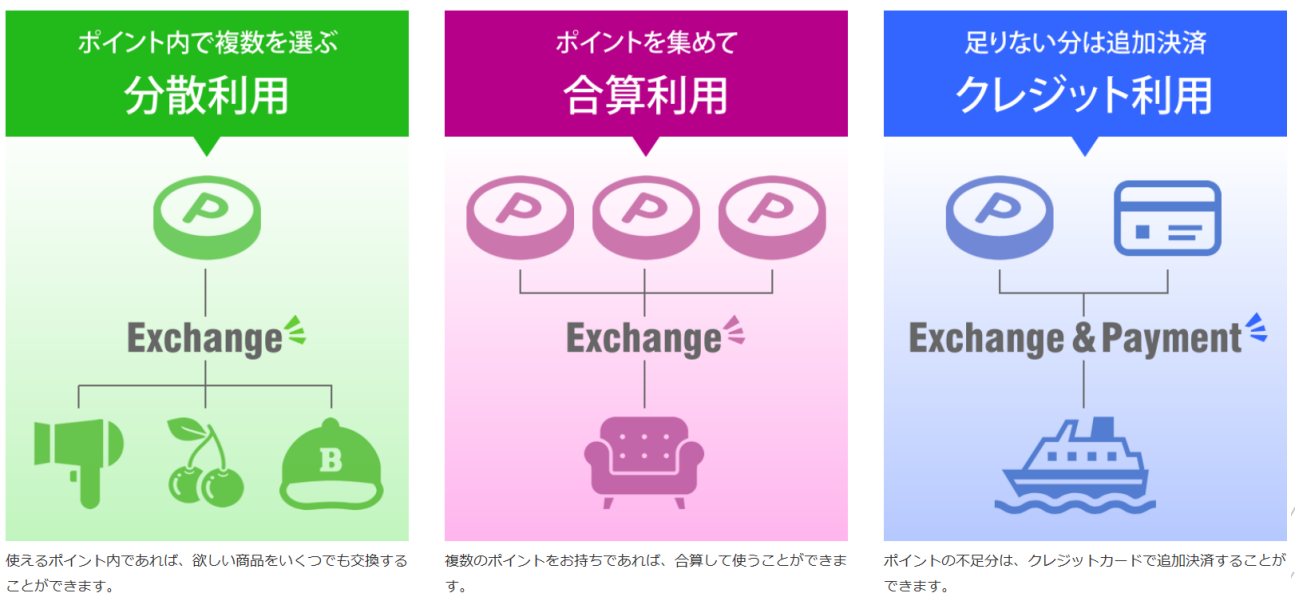 ポイント内で複数を選ぶ
分散利用
P
Exchange
B
使えるポイント内であれば、欲しい商品をいくつでも交換する
ことができます。
ポイントを集めて
合算利用
P P P
Exchange
複数のポイントをお持ちであれば、合算して使うことができま
す。
足りない分は追加決済
クレジット利用
P
Exchange & Payment
ポイントの不足分は、クレジットカードで追加決済することが
できます。